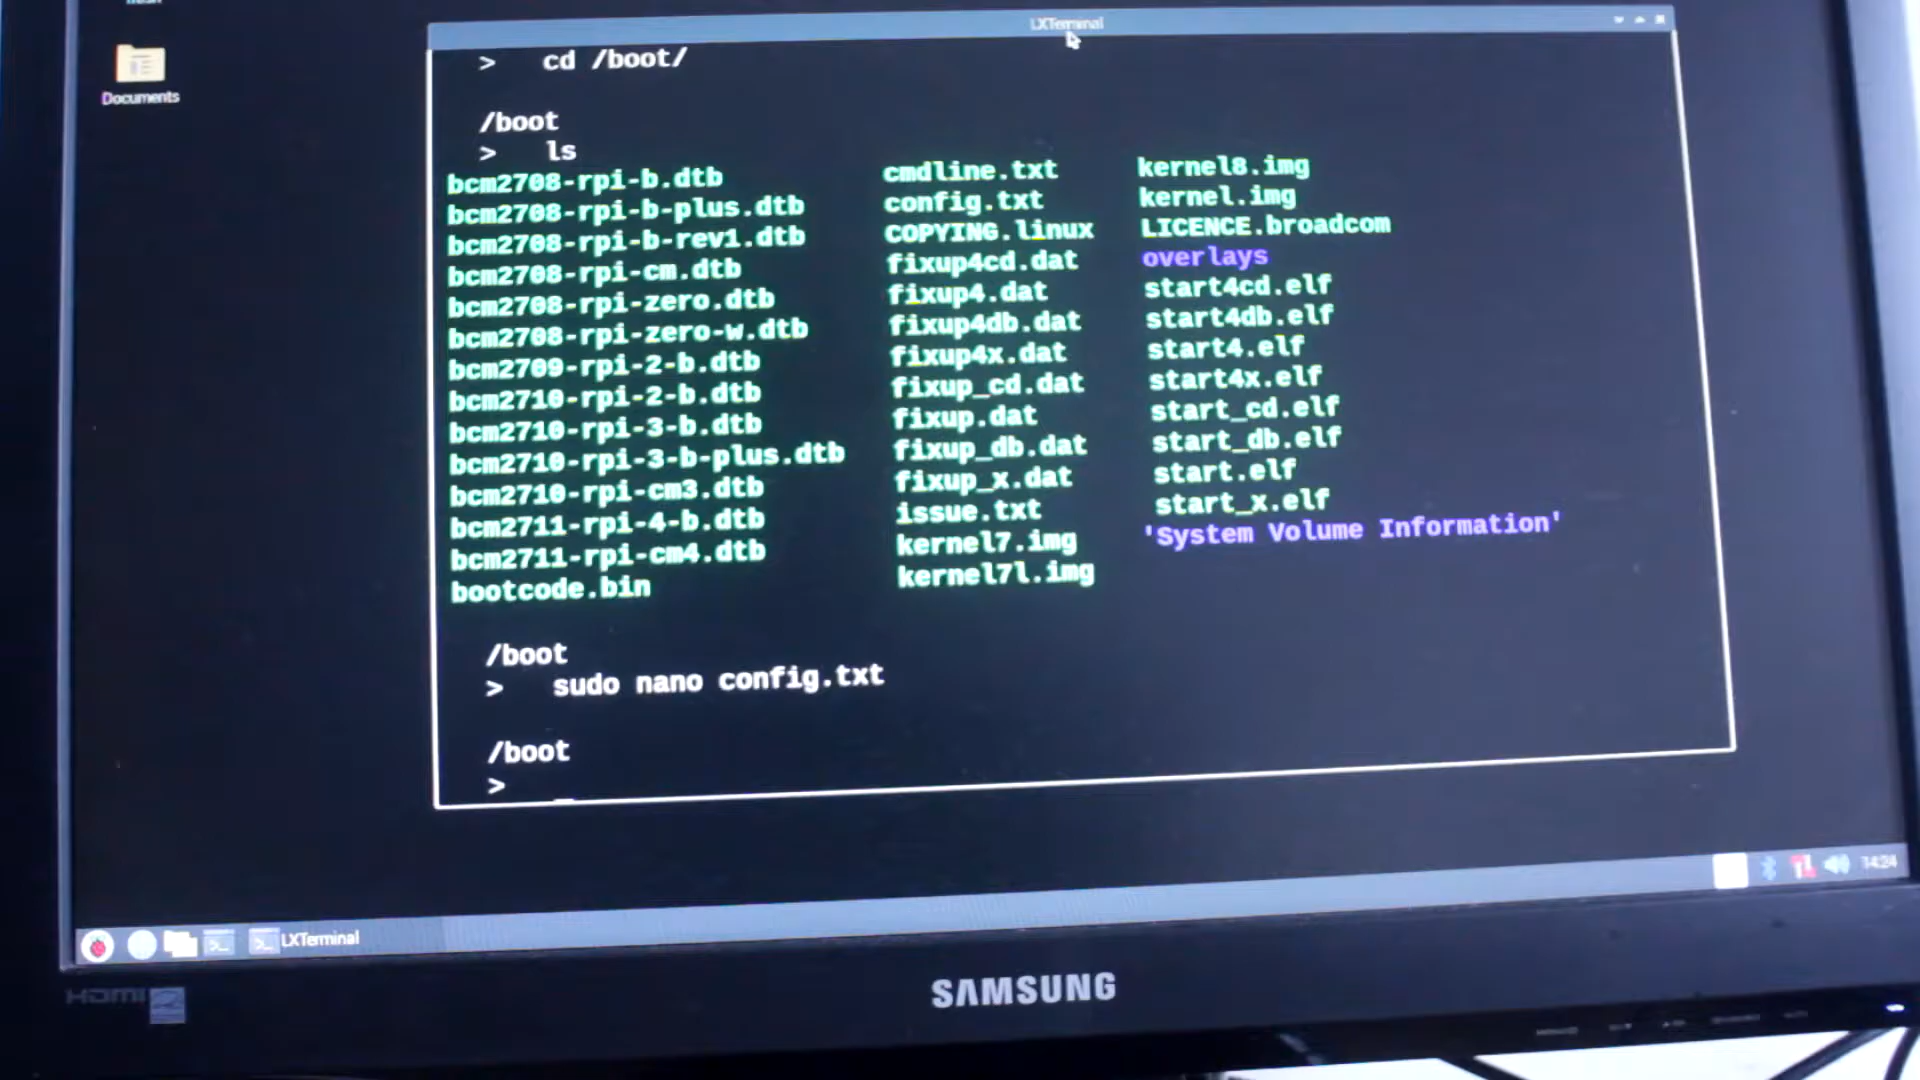 LXTerminal
Documents
> cd /boot/
/boot
> ls
bcm2708-rpi-b.dtb cmdline.txt kernel8.img
bcm2708-rpi-b-plus.dtb config.txt kernel.img
bcm2708-rpi-b-rev1.dtb COPYING.linux LICENCE.broadcom
bcm2708-rpi-cm.dtb fixup4cd.dat overlays
bcm2708-rpi-zero.dtb fixup4.dat start4cd.elf
bcm2708-rpi-zero-w.dtb fixup4db.dat start4db.elf
bcm2709-rpi-2-b.dtb fixup4x.dat start4.elf
bcm2710-rpi-2-b.dtb fixup_cd.dat start4x.elf
bcm2710-rpi-3-b.dtb fixup.dat start_cd.elf
bcm2710-rpi-3-b-plus.dtb fixup_db.dat start_db.elf
bcm2710-rpi-cm3.dtb fixup_x.dat start.elf
bcm2711-rpi-4-b.dtb issue.txt start_x.elf
bcm2711-rpi-cm4.dtb kernel7.img 'System Volume Information'
bootcode.bin kernel7l.img
/boot
> sudo nano config.txt
/boot
>
14:24
LXTerminal
HDMI
SAMSUNG